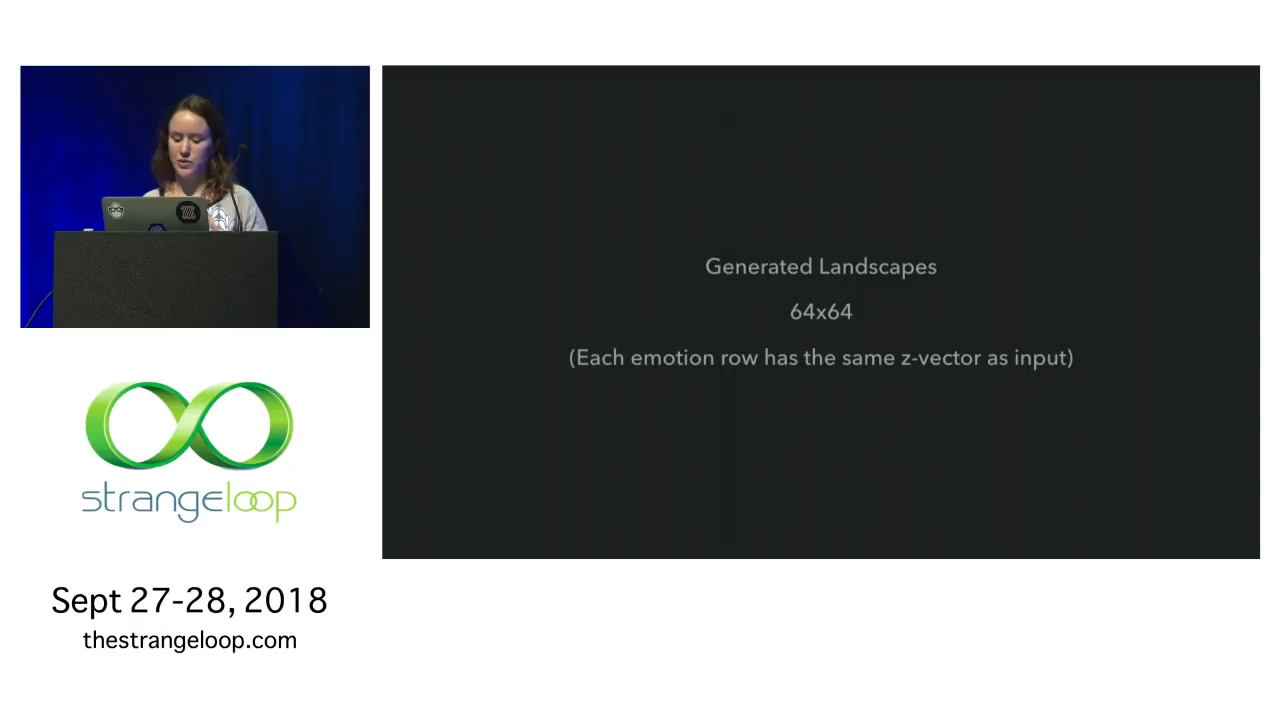 Generated Landscapes
64x64
(Each emotion row has the same z-vector as input)
strangeloop
Sept 27-28, 2018
thestrangeloop.com